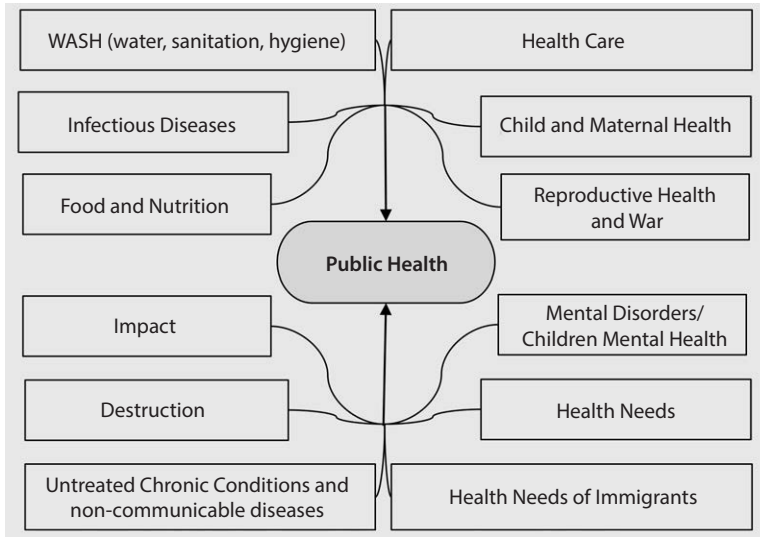 WASH (water, sanitation, hygiene)
Health Care
Infectious Diseases
Child and Maternal Health
Food and Nutrition
Reproductive Health
and War
Public Health
Impact
Mental Disorders/
Children Mental Health
Destruction
Health Needs
Untreated Chronic Conditions and
non-communicable diseases
Health Needs of Immigrants